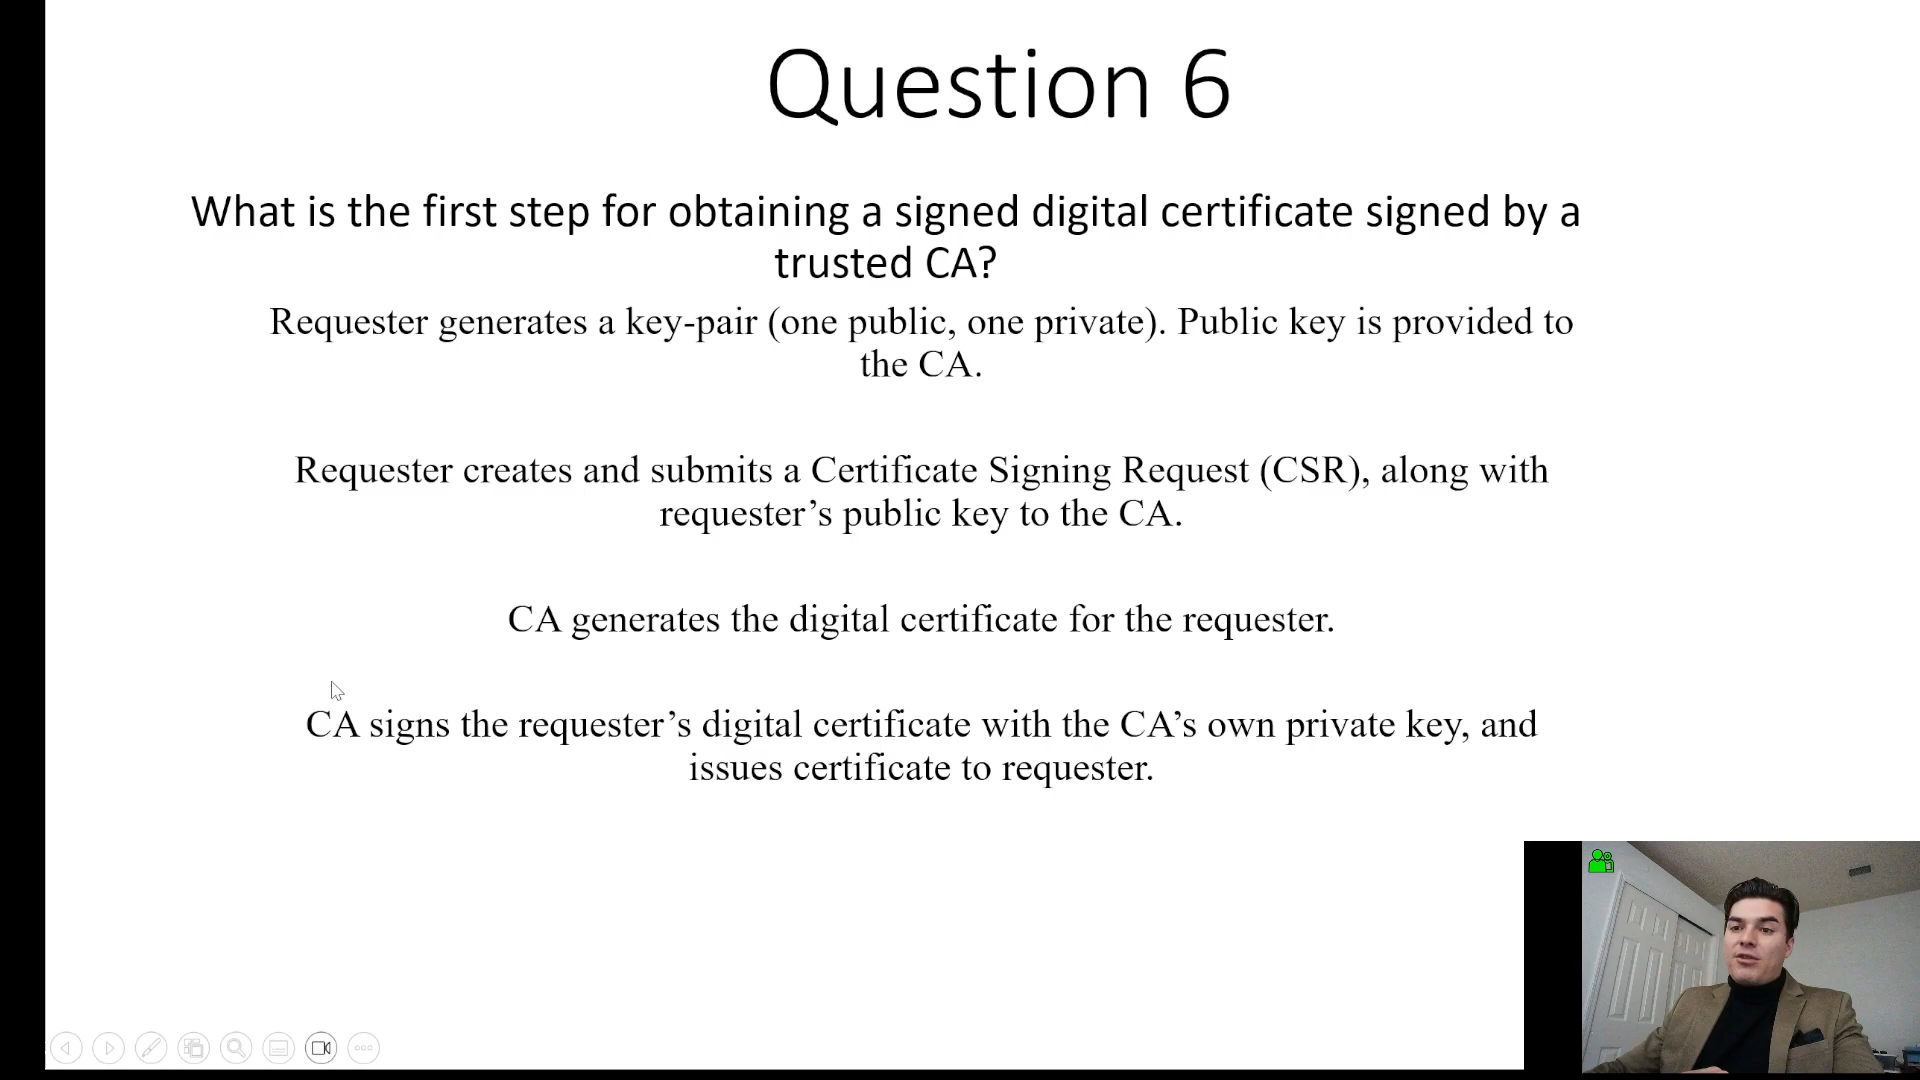 Question 6
What is the first step for obtaining a signed digital certificate signed by a
trusted CA?
Requester generates a key-pair (one public, one private). Public key is provided to
the CA.
Requester creates and submits a Certificate Signing Request (CSR), along with
requester’s public key to the CA.
CA generates the digital certificate for the requester.
CA signs the requester’s digital certificate with the CA’s own private key, and
issues certificate to requester.